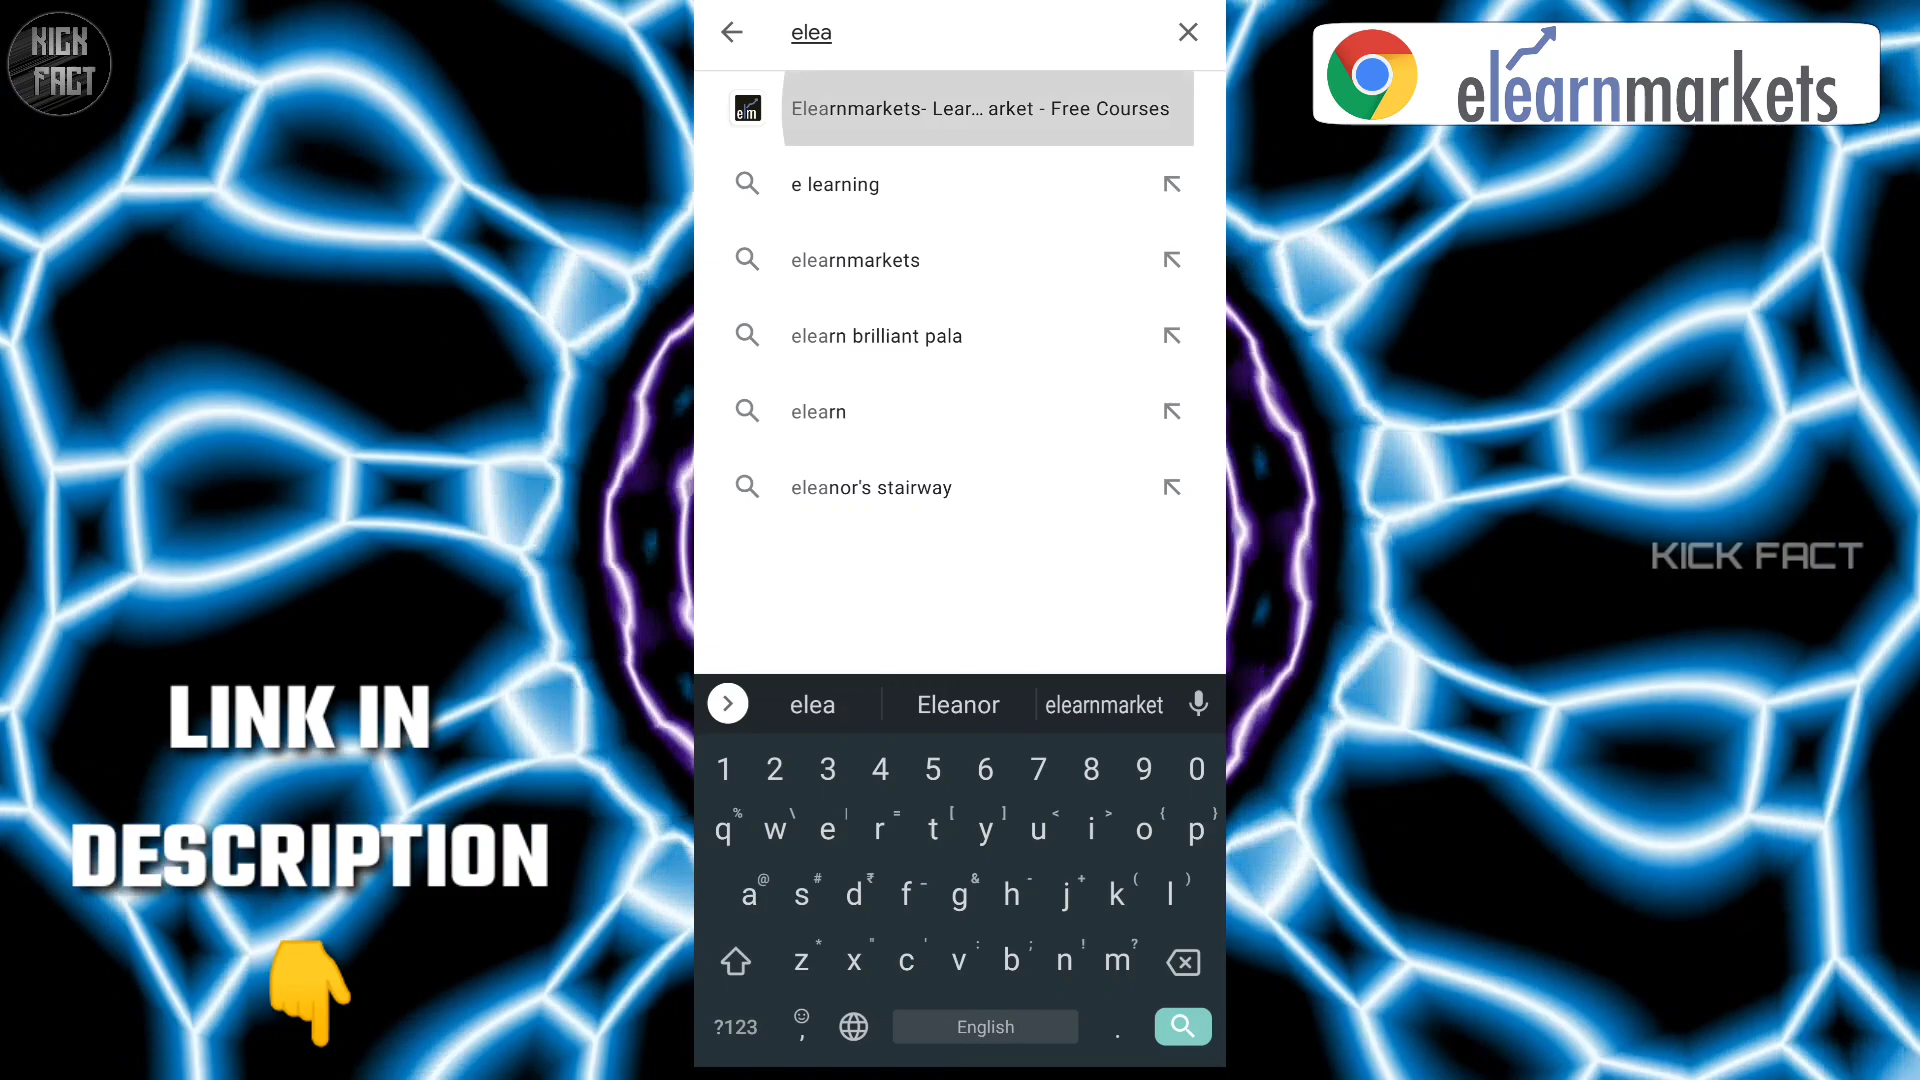 KICK
FACT
elea
elm
Elearnmarkets- Lear... arket - Free Courses
e learning
elearnmarkets
elearn brilliant pala
elearn
eleanor's stairway
elearnmarkets
KICK FACT
LINK IN
DESCRIPTION
elea Eleanor elearnmarket
1 2 3 4 5 6 7 8 9 0
% \ | = [ ] < > { }
q w e r t y u i o p
@ # ₹ _ & - + ( )
a s d f g h j k l
* " ' : ; ! ?
z x c v b n m
?123 , English .